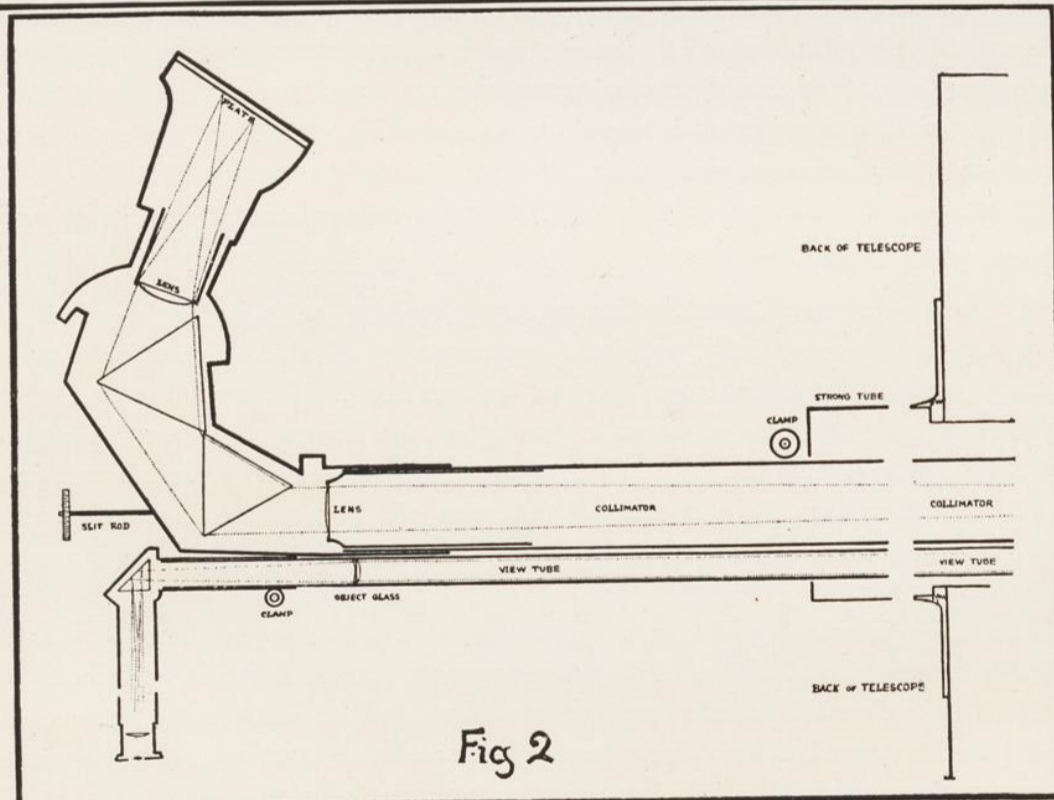 PLATE
LENS
BACK OF TELESCOPE
STRONG TUBE
CLAMP
LENS
COLLIMATOR
COLLIMATOR
SLIT ROD
VIEW TUBE
VIEW TUBE
OBJECT GLASS
CLAMP
BACK OF TELESCOPE
Fig 2